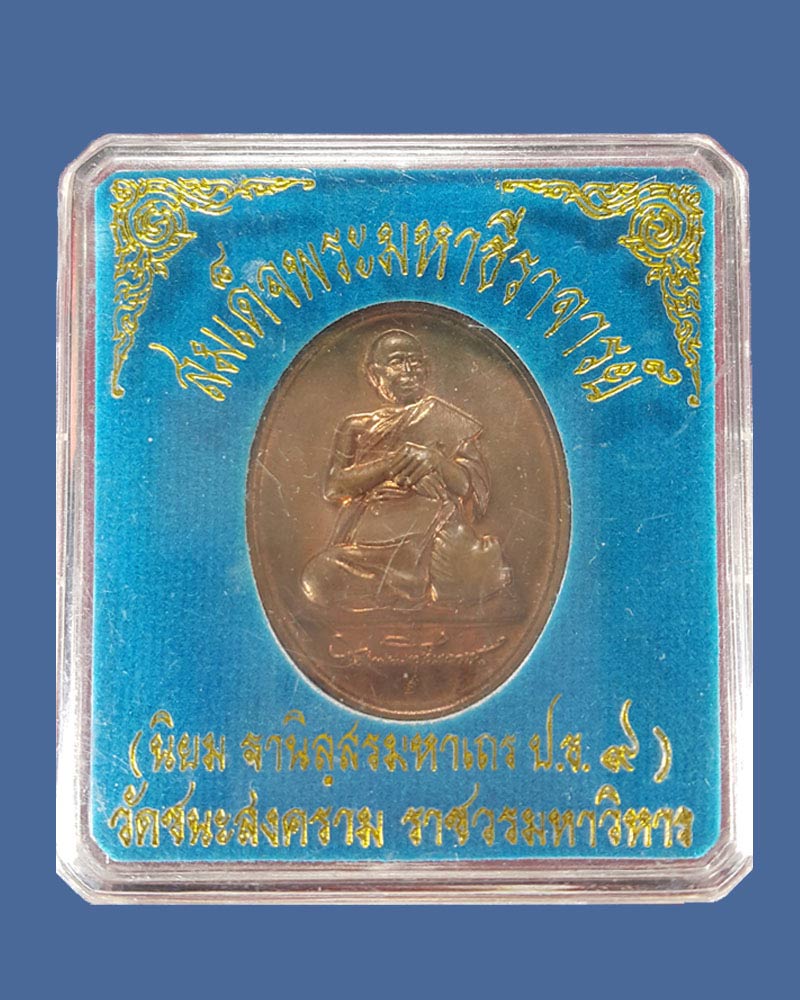 สมเด็จพระมหาธีราจารย์
(นิยม ฐานิสฺสรมหาเถร ป.ธ. ๙)
วัดชนะสงคราม ราชวรมหาวิหาร